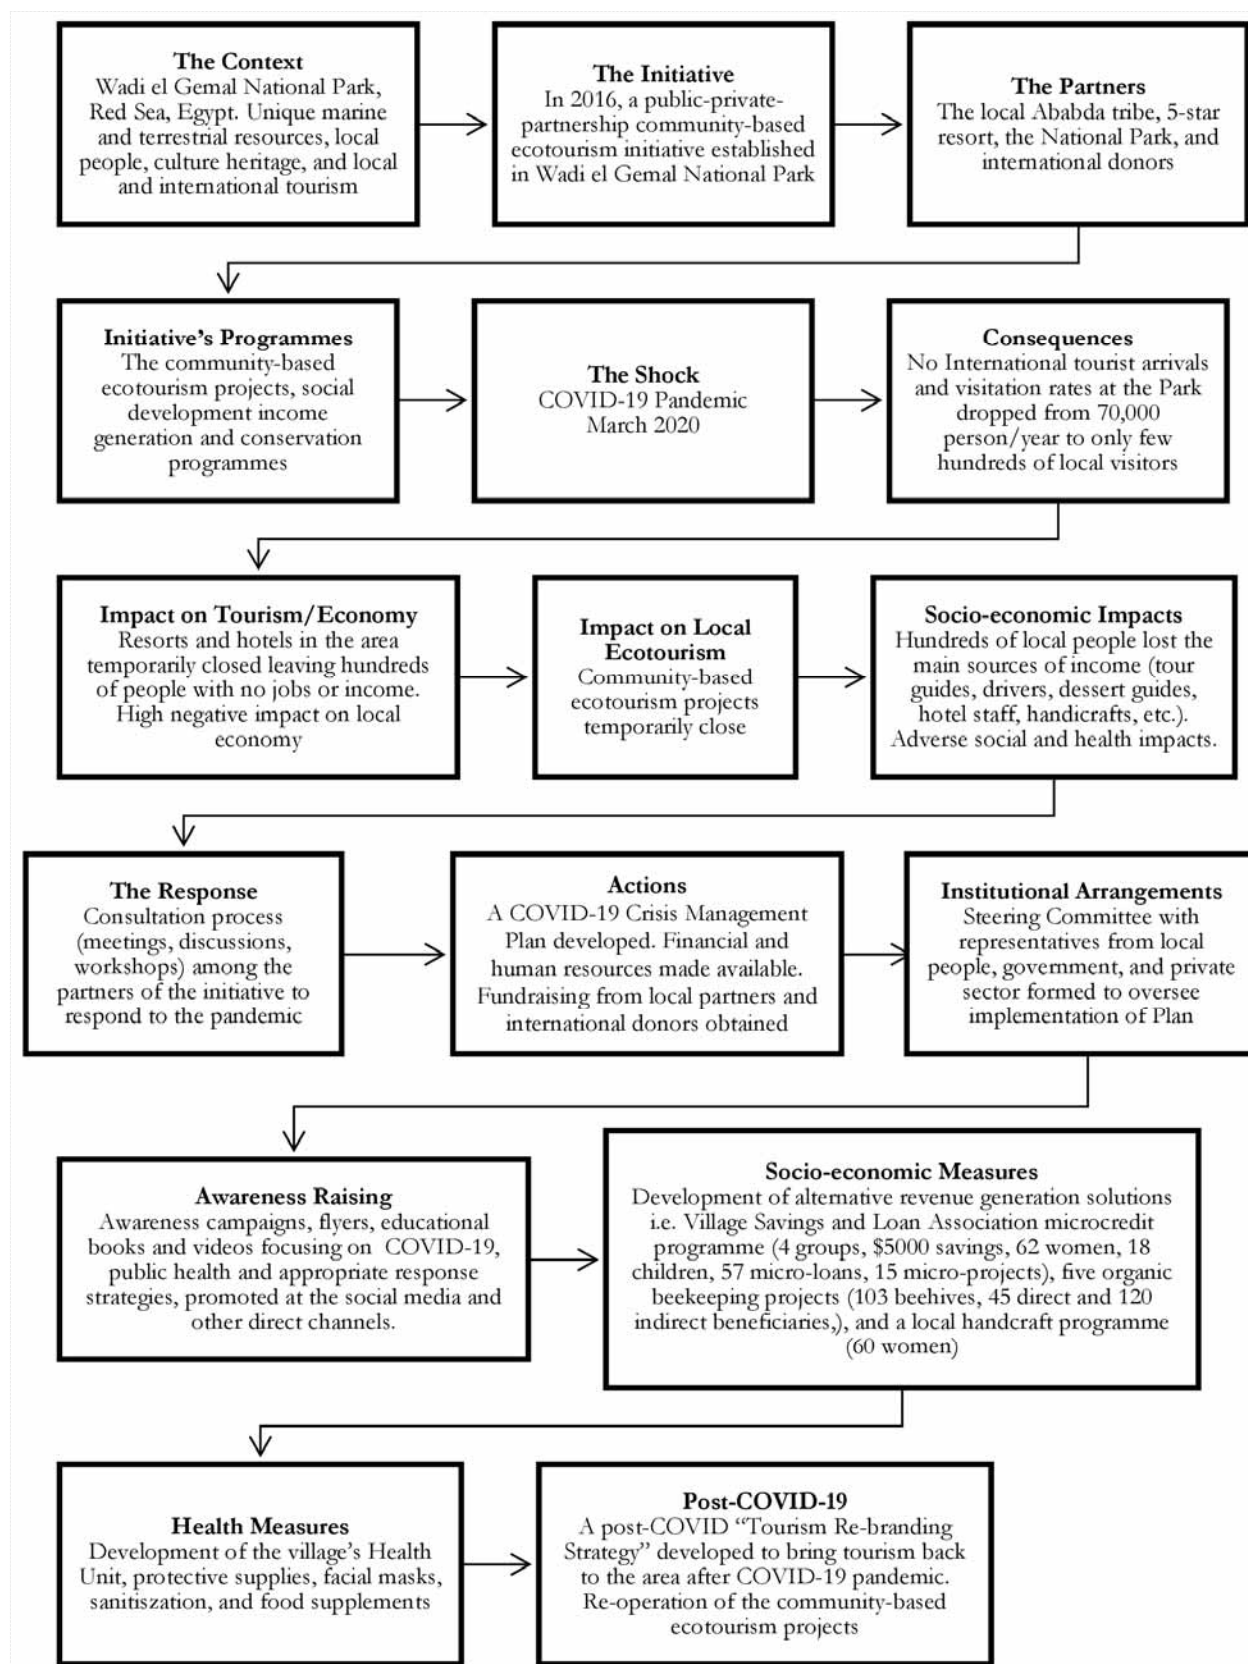 The Context
Wadi el Gemal National Park,
Red Sea, Egypt. Unique marine
and terrestrial resources, local
people, culture heritage, and local
and international tourism
The Initiative
In 2016, a public-private-
partnership community-based
ecotourism initiative established
in Wadi el Gemal National Park
The Partners
The local Ababda tribe, 5-star
resort, the National Park, and
international donors
Initiative's Programmes
The community-based
ecotourism projects, social
development income
generation and conservation
programmes
The Shock
COVID-19 Pandemic
March 2020
Consequences
No International tourist arrivals
and visitation rates at the Park
dropped from 70,000
person/year to only few
hundreds of local visitors
Impact on Tourism/Economy
Resorts and hotels in the area
temporarily closed leaving hundreds
of people with no jobs or income.
High negative impact on local
economy
Impact on Local
Ecotourism
Community-based
ecotourism projects
temporarily close
Socio-economic Impacts
Hundreds of local people lost the
main sources of income (tour
guides, drivers, dessert guides,
hotel staff, handicrafts, etc.).
Adverse social and health impacts.
The Response
Consultation process
(meetings, discussions,
workshops) among the
partners of the initiative to
respond to the pandemic
Actions
A COVID-19 Crisis Management
Plan developed. Financial and
human resources made available.
Fundraising from local partners and
international donors obtained
Institutional Arrangements
Steering Committee with
representatives from local
people, government, and private
sector formed to oversee
implementation of Plan
Awareness Raising
Awareness campaigns, flyers, educational
books and videos focusing on COVID-19,
public health and appropriate response
strategies, promoted at the social media and
other direct channels.
Socio-economic Measures
Development of alternative revenue generation solutions
i.e. Village Savings and Loan Association microcredit
programme (4 groups, $5000 savings, 62 women, 18
children, 57 micro-loans, 15 micro-projects), five organic
beekeeping projects (103 beehives, 45 direct and 120
indirect beneficiaries,), and a local handcraft programme
(60 women)
Health Measures
Development of the village's Health
Unit, protective supplies, facial masks,
sanitiszation, and food supplements
Post-COVID-19
A post-COVID "Tourism Re-branding
Strategy" developed to bring tourism back
to the area after COVID-19 pandemic.
Re-operation of the community-based
ecotourism projects